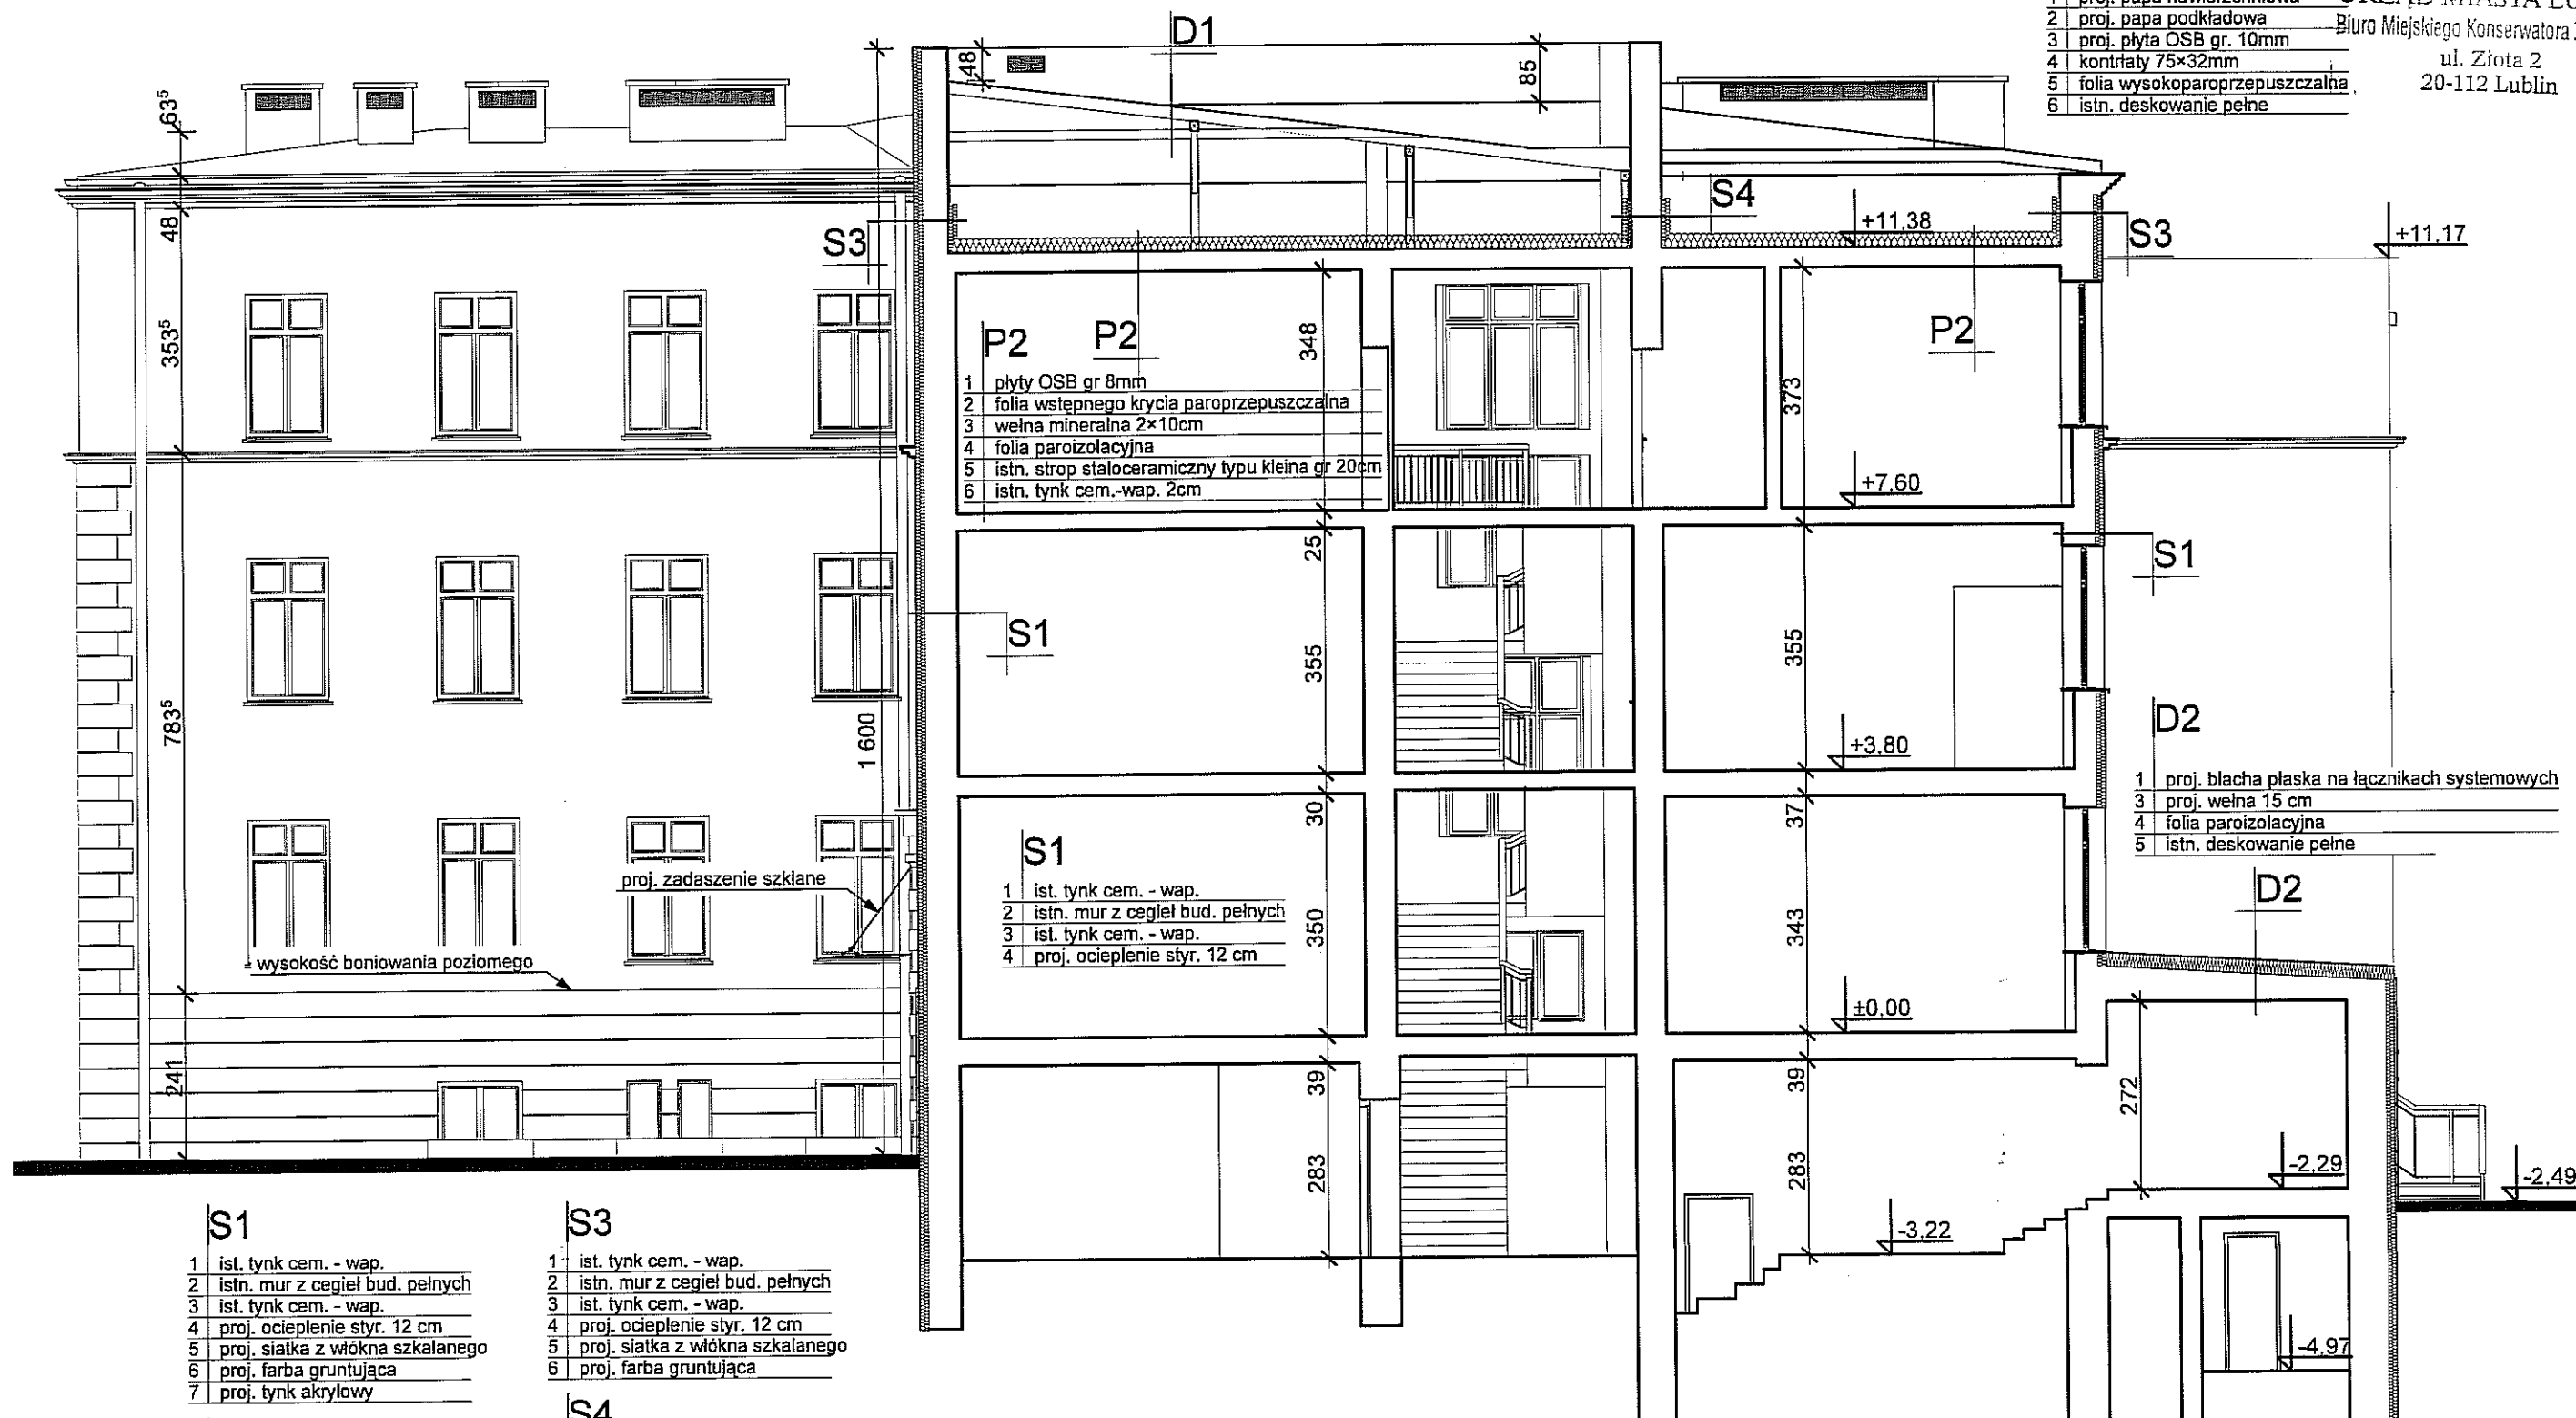 D1
1 proj. papa nawierzchniowa
2 proj. papa podkładowa
3 proj. płyta OSB gr. 10mm
4 kontrłaty 75×32mm
5 folia wysokoparoprzepuszczalna
6 istn. deskowanie pełne
URZĄD MIASTA
Biuro Miejskiego Konserwatora
ul. Złota 2
20-112 Lublin
48
85
63⁵
48
353⁵
783⁵
241
1 600
S3
S4
S3
+11,38
+11,17
P2
P2
P2
1 płyty OSB gr 8mm
2 folia wstępnego krycia paroprzepuszczalna
3 wełna mineralna 2×10cm
4 folia paroizolacyjna
5 istn. strop staloceramiczny typu kleina gr 20cm
6 istn. tynk cem.-wap. 2cm
348
373
+7,60
25
S1
S1
355
355
+3,80
D2
1 proj. blacha płaska na łącznikach systemowych
3 proj. wełna 15 cm
4 folia paroizolacyjna
5 istn. deskowanie pełne
D2
30
37
S1
1 ist. tynk cem. - wap.
2 istn. mur z cegieł bud. pełnych
3 ist. tynk cem. - wap.
4 proj. ocieplenie styr. 12 cm
350
343
±0.00
proj. zadaszenie szklane
wysokość boniowania poziomego
39
39
272
283
283
-2,29
-2,49
-3,22
-4,97
S1
1 ist. tynk cem. - wap.
2 istn. mur z cegieł bud. pełnych
3 ist. tynk cem. - wap.
4 proj. ocieplenie styr. 12 cm
5 proj. siatka z włókna szkalanego
6 proj. farba gruntująca
7 proj. tynk akrylowy
S3
1 ist. tynk cem. - wap.
2 istn. mur z cegieł bud. pełnych
3 ist. tynk cem. - wap.
4 proj. ocieplenie styr. 12 cm
5 proj. siatka z włókna szkalanego
6 proj. farba gruntująca
S4